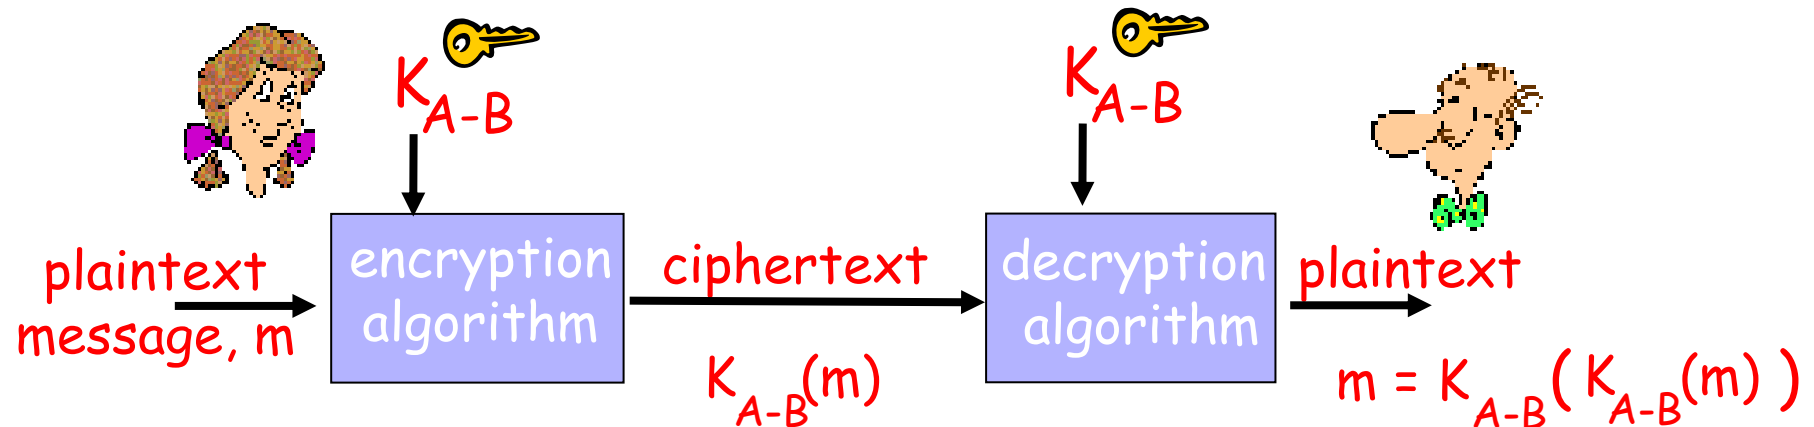 K A-B
K A-B
plaintext
message, m
encryption
algorithm
ciphertext
K A-B (m)
decryption
algorithm
plaintext
m = K A-B ( K A-B (m) )